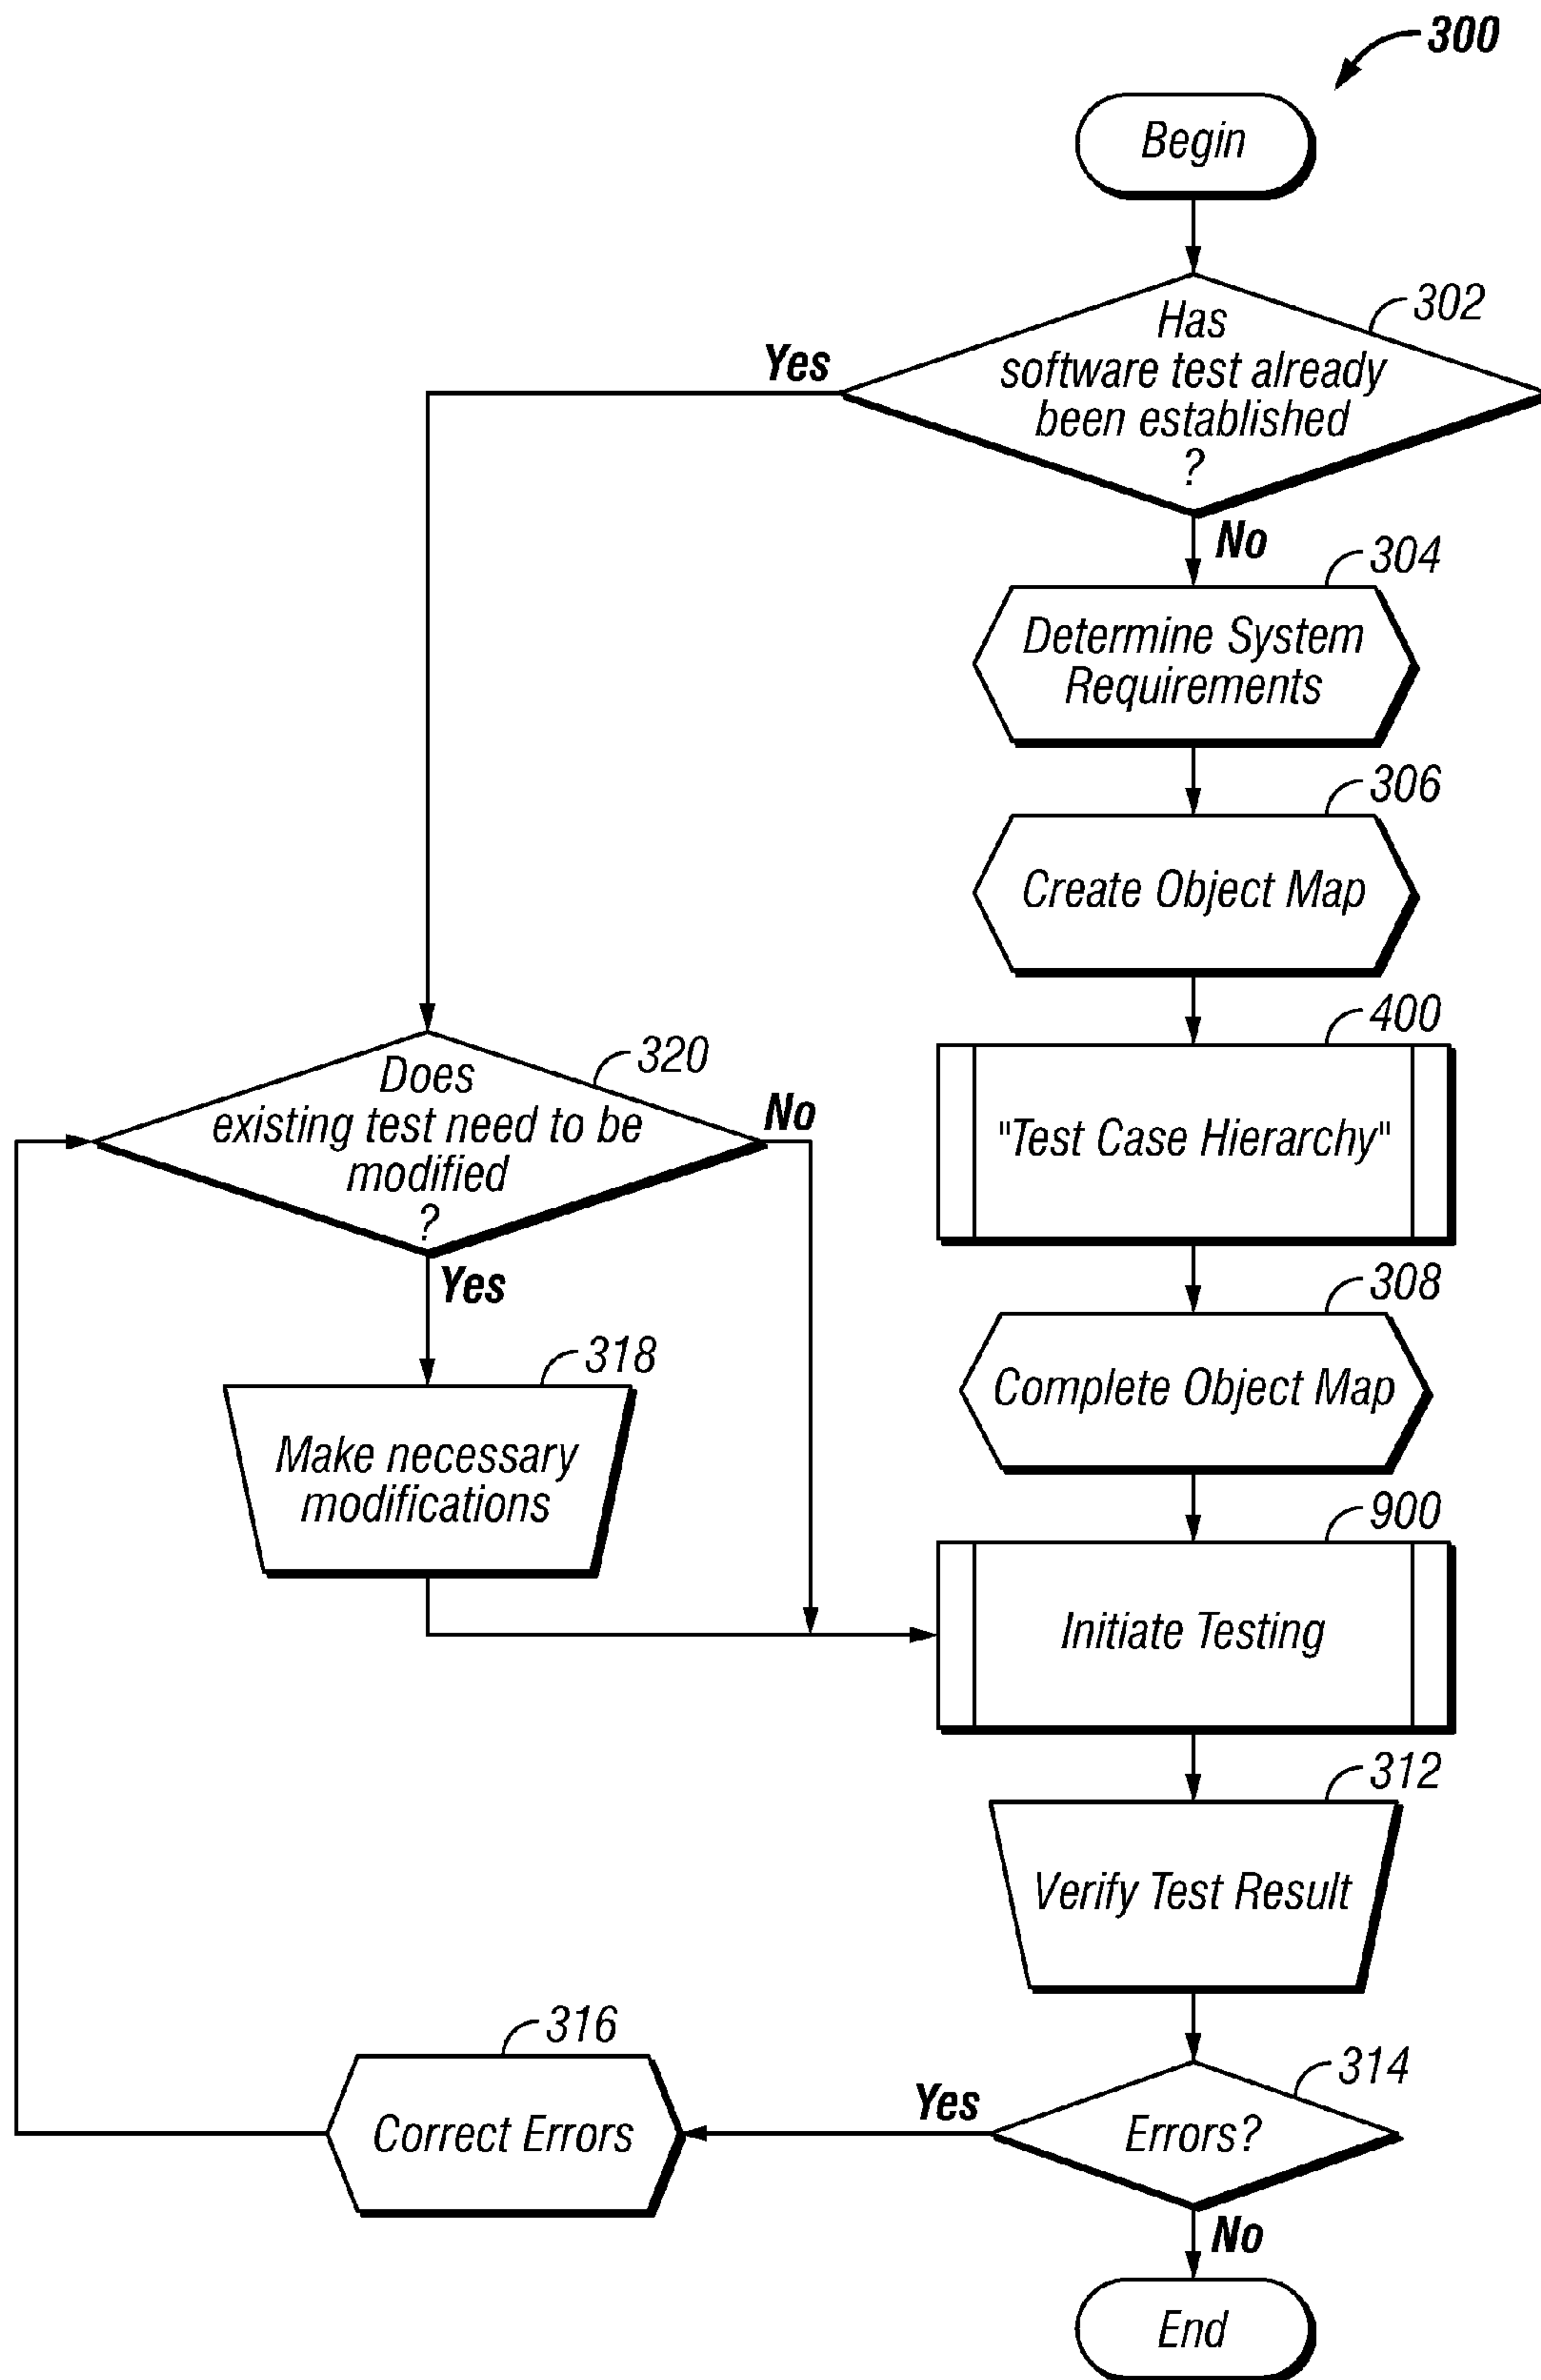 300
Begin
302
Has
software test already
been established
?
Yes
No
304
Determine System
Requirements
306
Create Object Map
400
"Test Case Hierarchy"
320
Does
existing test need to be
modified
?
No
Yes
308
Complete Object Map
318
Make necessary
modifications
900
Initiate Testing
312
Verify Test Result
314
Errors?
Yes
316
Correct Errors
No
End